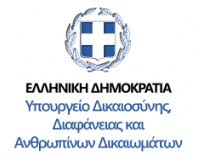 ΕΛΛΗΝΙΚΗ ΔΗΜΟΚΡΑΤΙΑ
Υπουργείο Δικαιοσύνης,
Διαφάνειας και
Ανθρωπίνων Δικαιωμάτων